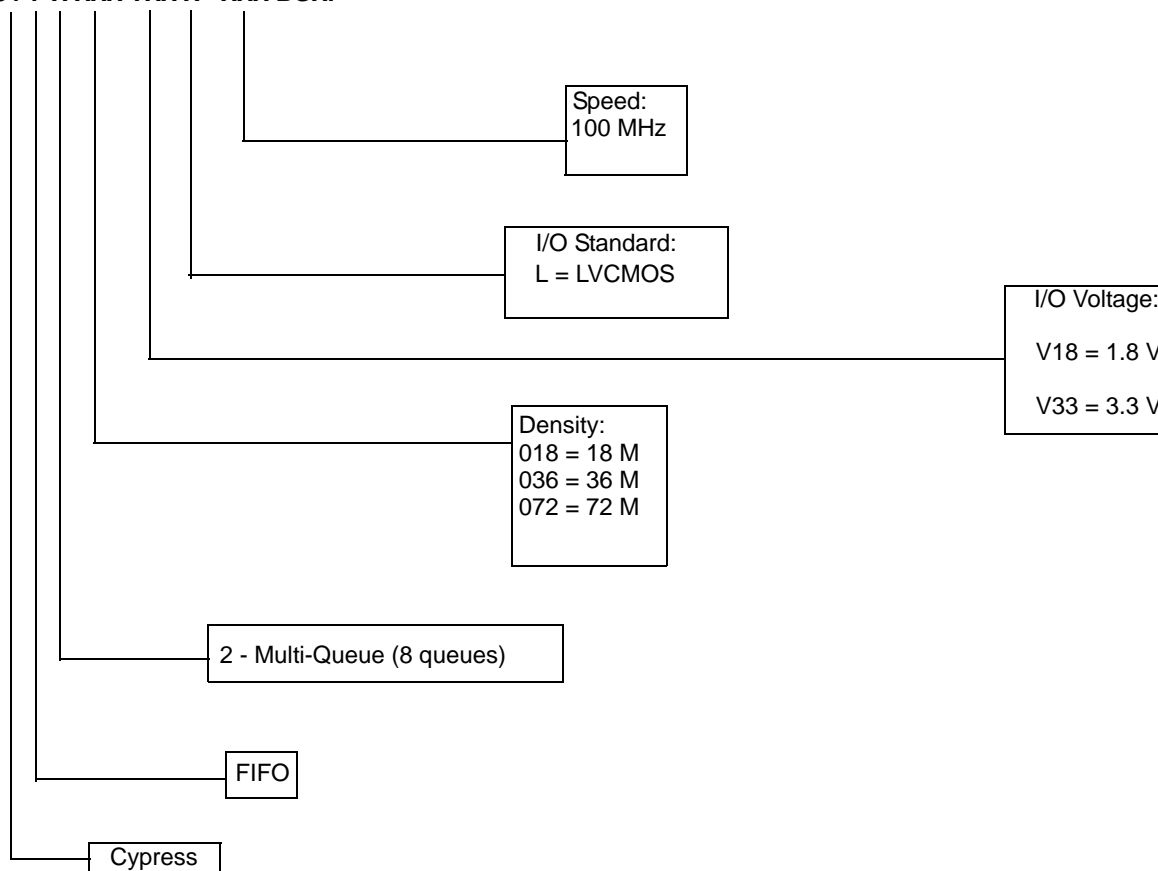 Speed:
100 MHz
I/O Standard:
L = LVCMOS
I/O Voltage:
V18 = 1.8 V
V33 = 3.3 V
Density:
018 = 18 M
036 = 36 M
072 = 72 M
2 - Multi-Queue (8 queues)
FIFO
Cypress